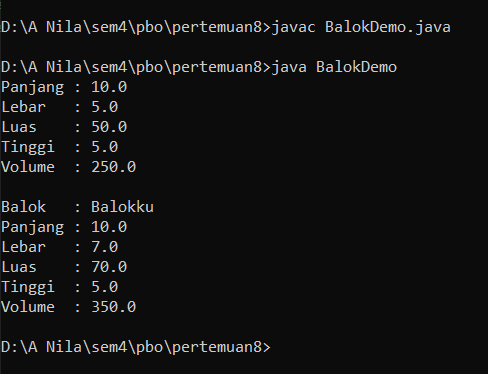 D:\A Nila\sem4\pbo\pertemuan8>javac BalokDemo.java
D:\A Nila\sem4\pbo\pertemuan8>java BalokDemo
Panjang : 10.0
Lebar   : 5.0
Luas    : 50.0
Tinggi  : 5.0
Volume  : 250.0
Balok   : Balokku
Panjang : 10.0
Lebar   : 7.0
Luas    : 70.0
Tinggi  : 5.0
Volume  : 350.0
D:\A Nila\sem4\pbo\pertemuan8>